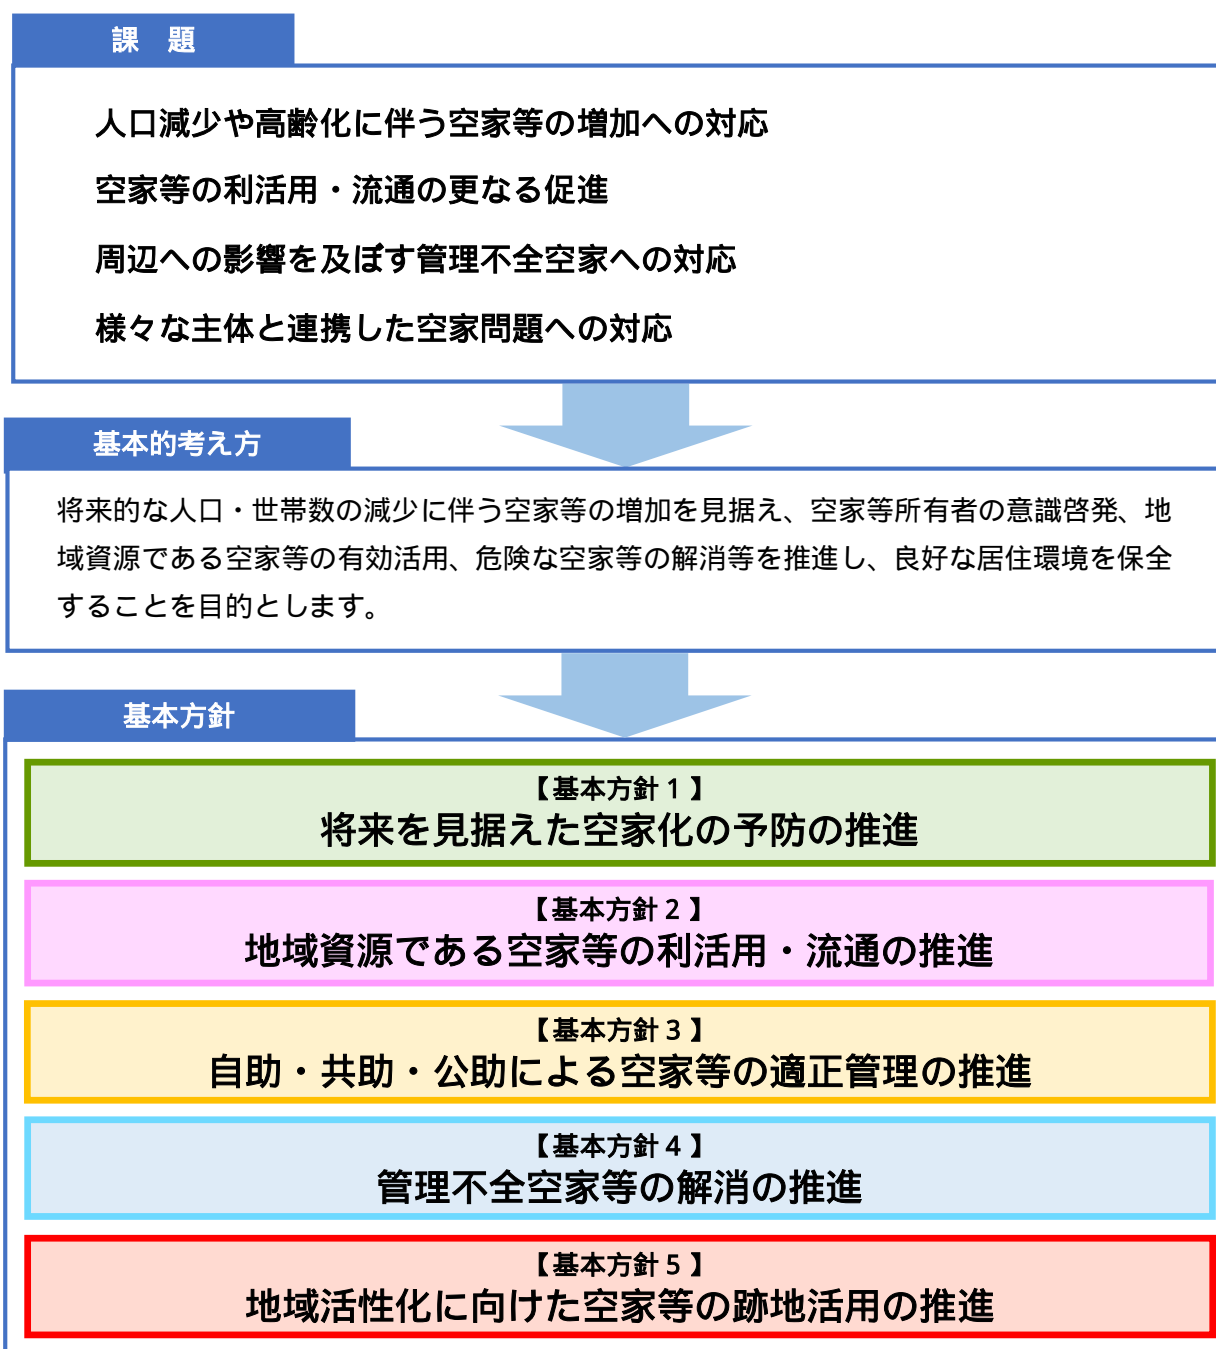 課　題
人口減少や高齢化に伴う空家等の増加への対応
空家等の利活用・流通の更なる促進
周辺への影響を及ぼす管理不全空家への対応
様々な主体と連携した空家問題への対応
基本的考え方
将来的な人口・世帯数の減少に伴う空家等の増加を見据え、空家等所有者の意識啓発、地
域資源である空家等の有効活用、危険な空家等の解消等を推進し、良好な居住環境を保全
することを目的とします。
基本方針
【基本方針１】
将来を見据えた空家化の予防の推進
【基本方針２】
地域資源である空家等の利活用・流通の推進
【基本方針３】
自助・共助・公助による空家等の適正管理の推進
【基本方針４】
管理不全空家等の解消の推進
【基本方針５】
地域活性化に向けた空家等の跡地活用の推進